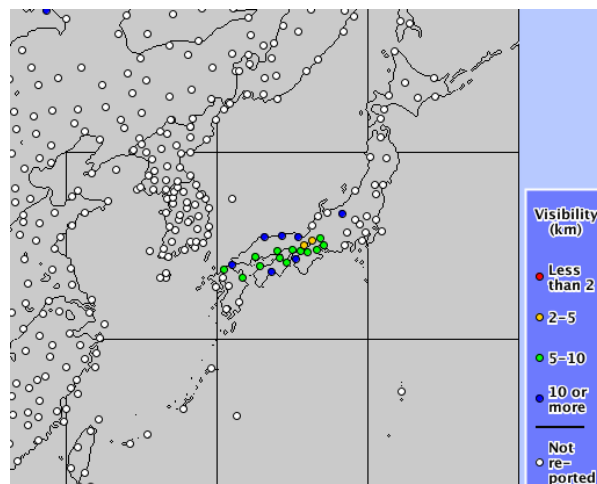 Visibility
(km)
Less
than 2
2-5
5-10
10 or
more
Not
re-
ported